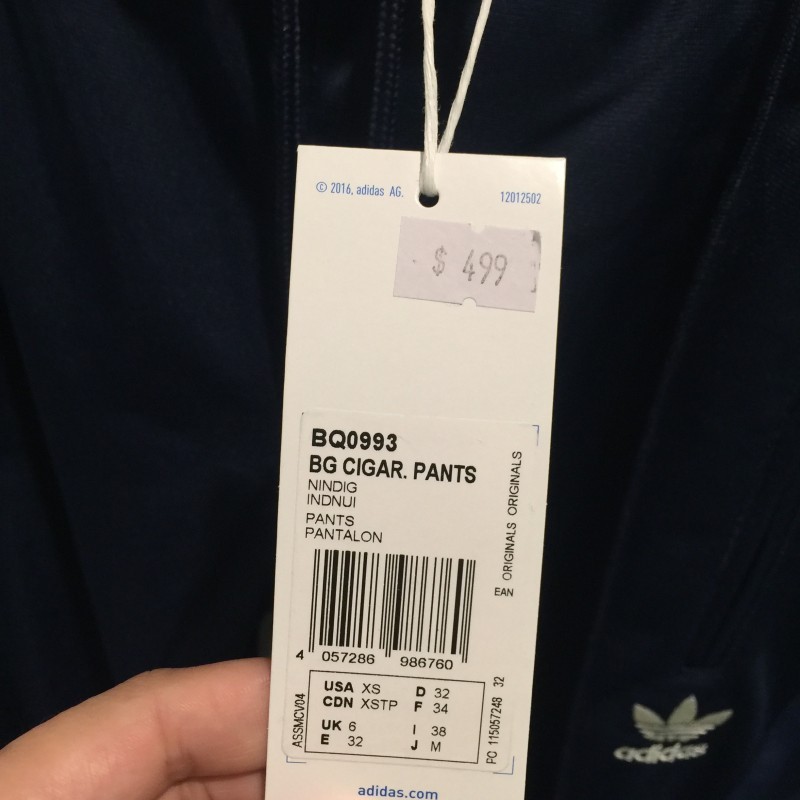 © 2016, adidas AG.
12012502
$ 499
BQ0993
BG CIGAR. PANTS
NINDIG
INDNUI
PANTS
PANTALON
ORIGINALS ORIGINALS
EAN
4 057286 986760
ASSMCV04
USA XS D 32
CDN XSTP F 34
UK 6 I 38
E 32 J M
PO 115057248 32
adidas.com
adidas